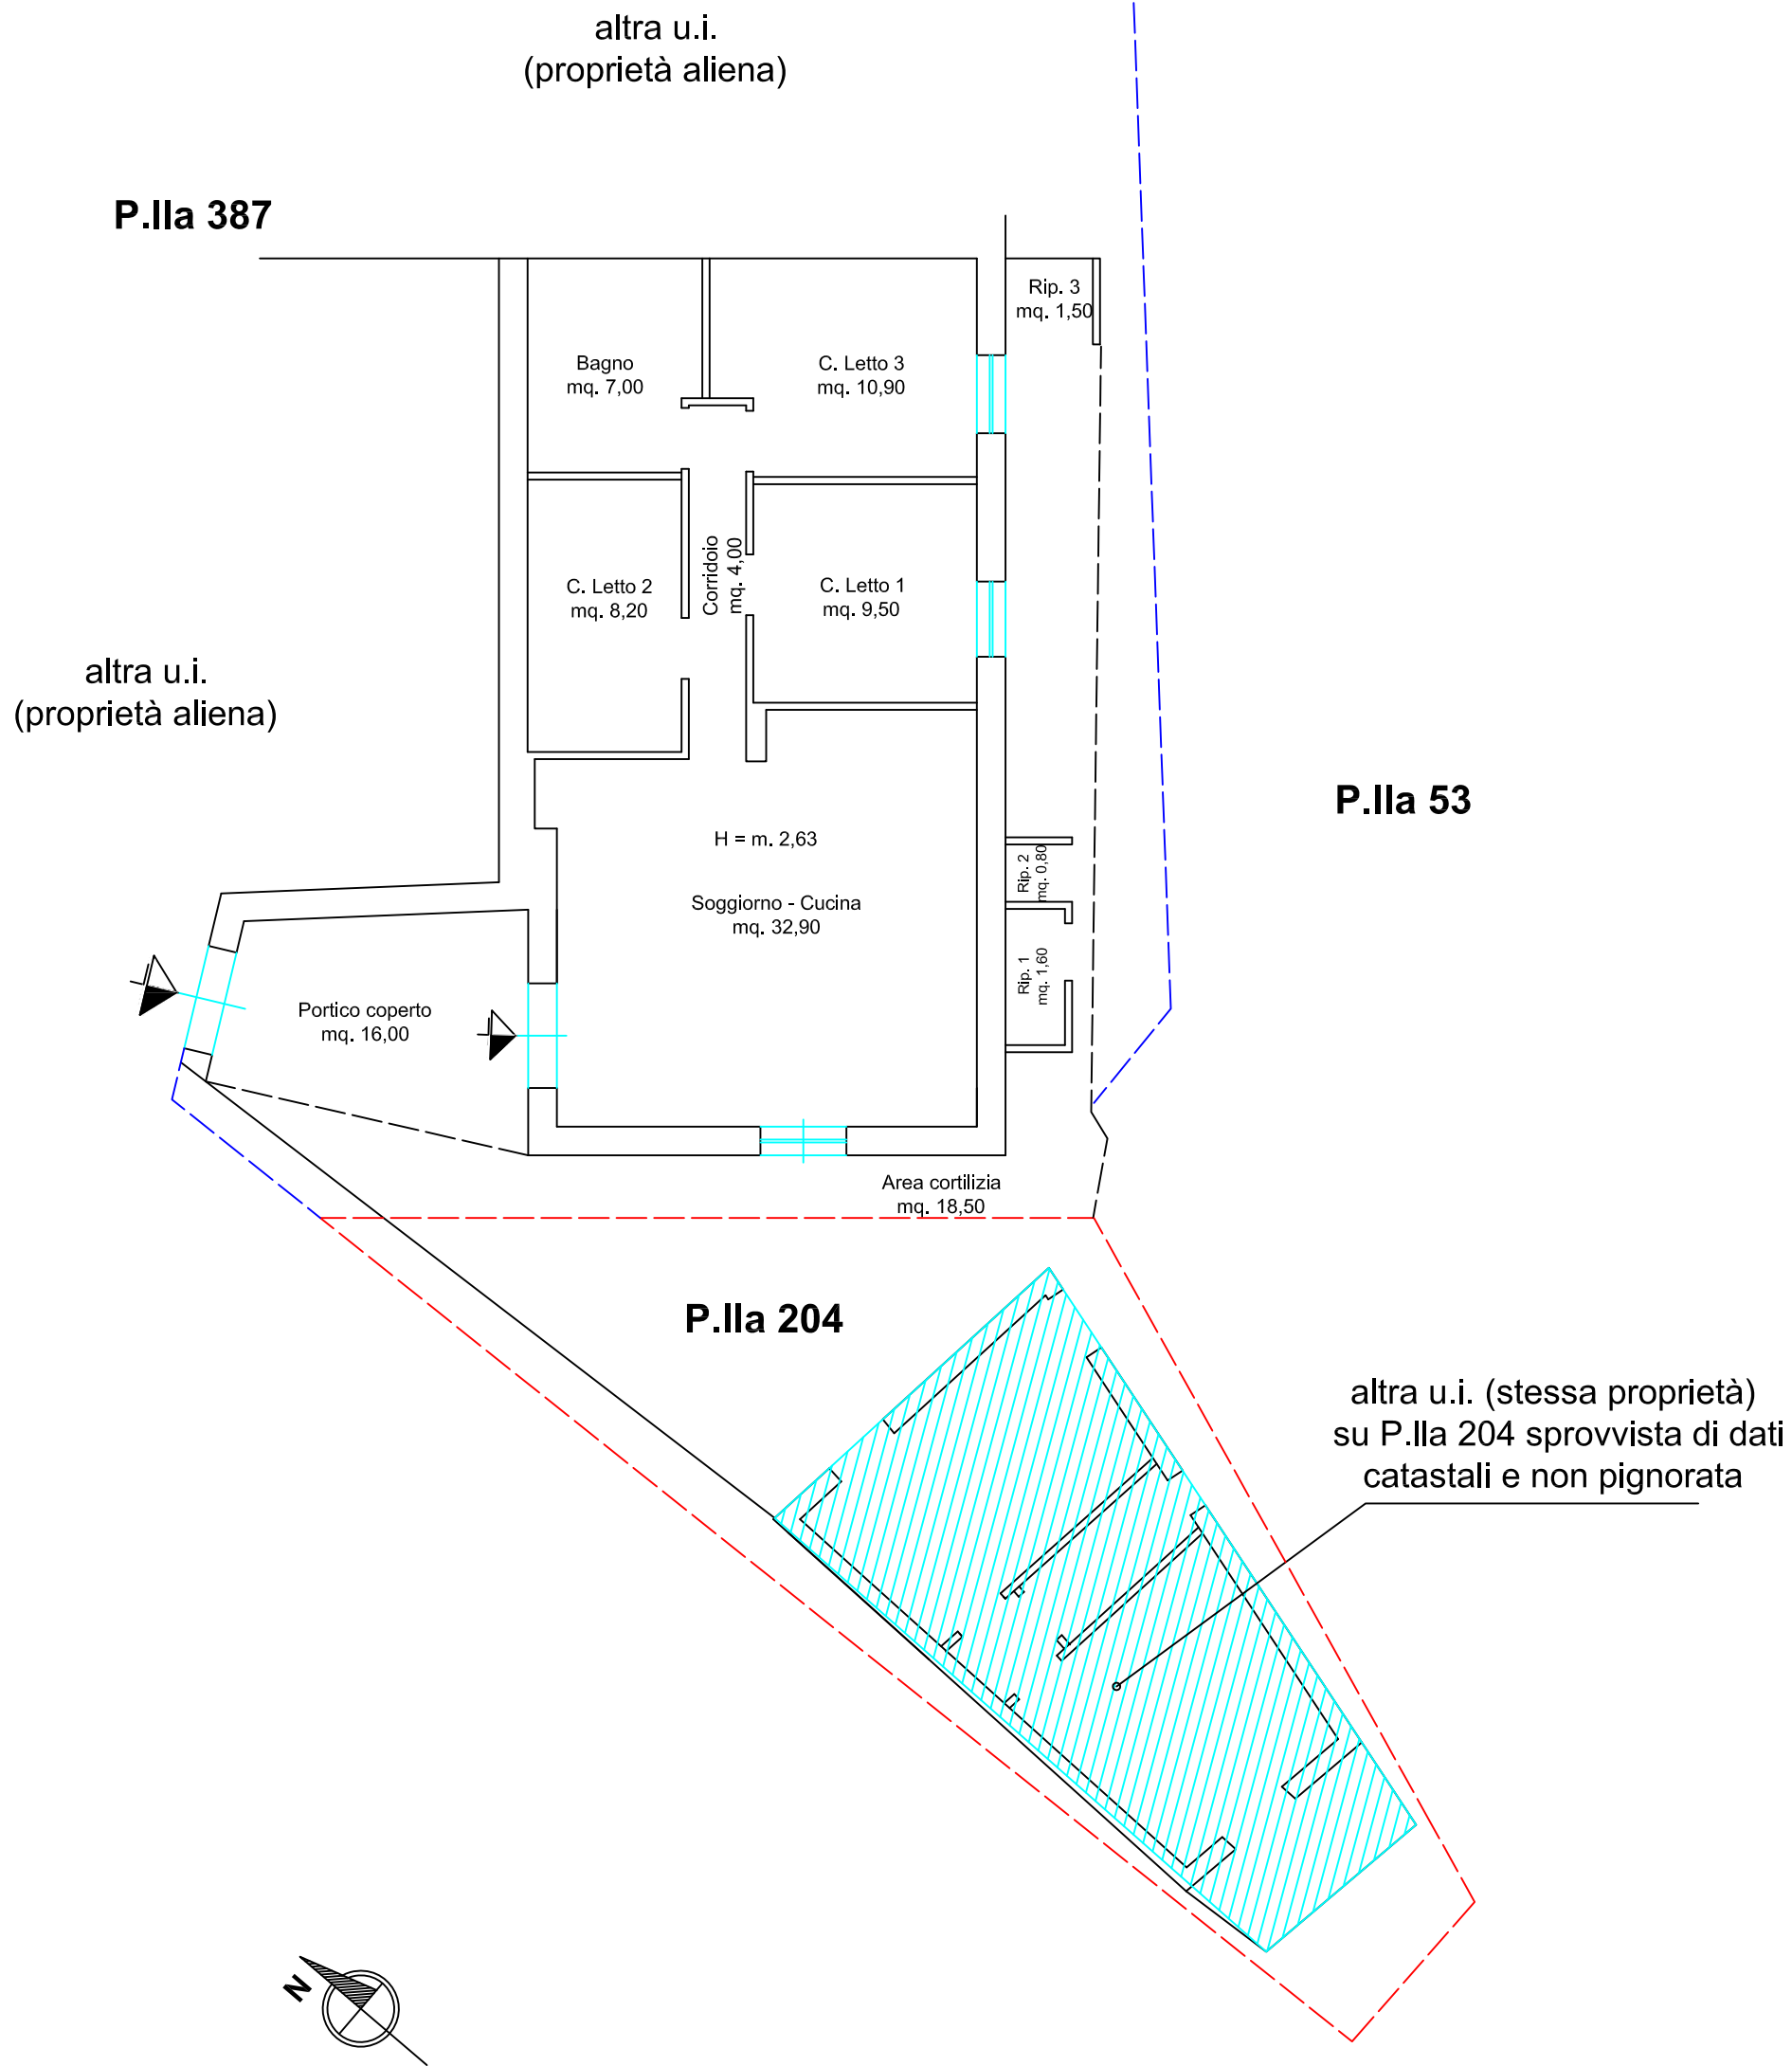 altra u.i.
(proprietà aliena)
P.lla 387
Rip. 3
mq. 1,50
Bagno
mq. 7,00
C. Letto 3
mq. 10,90
Corridoio
mq. 4,00
C. Letto 2
mq. 8,20
C. Letto 1
mq. 9,50
altra u.i.
(proprietà aliena)
P.lla 53
H = m. 2,63
Rip. 2
mq. 0,80
Soggiorno - Cucina
mq. 32,90
Rip. 1
mq. 1,60
Portico coperto
mq. 16,00
Area cortilizia
mq. 18,50
P.lla 204
altra u.i. (stessa proprietà)
su P.lla 204 sprovvista di dati
catastali e non pignorata
N